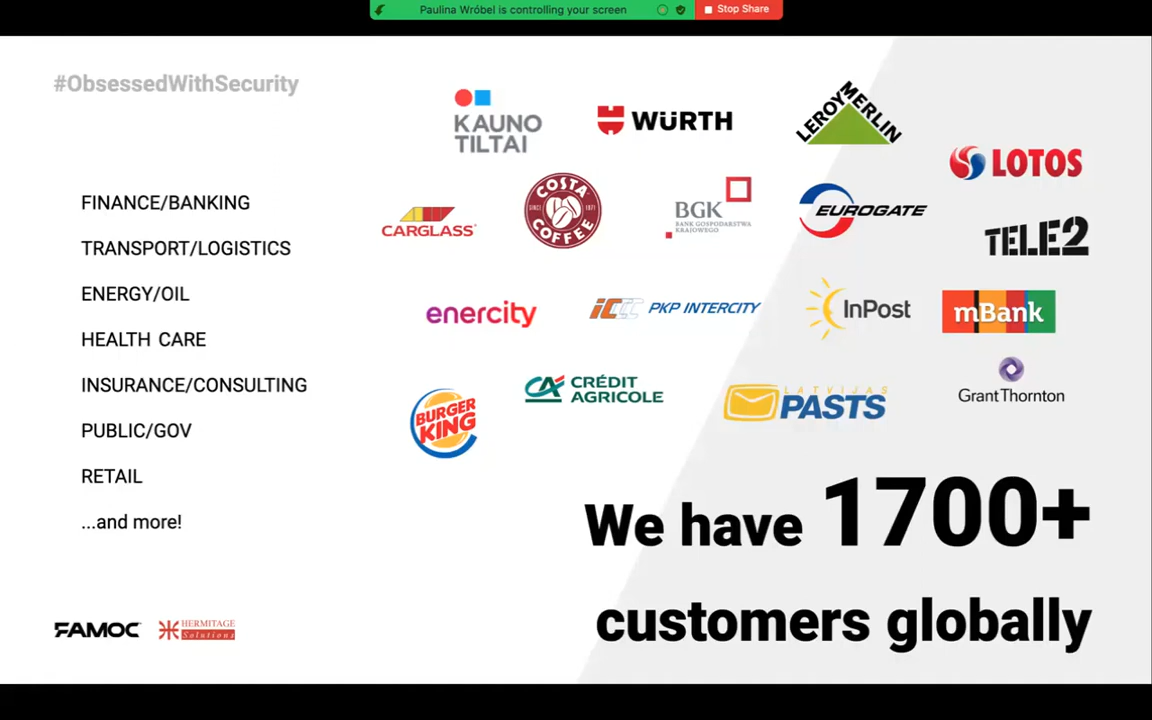 Paulina Wróbel is controlling your screen
Stop Share
#ObsessedWithSecurity
FINANCE/BANKING
TRANSPORT/LOGISTICS
ENERGY/OIL
HEALTH CARE
INSURANCE/CONSULTING
PUBLIC/GOV
RETAIL
...and more!
KAUNO
TILTAI
WÜRTH
LEROY MERLIN
LOTOS
CARGLASS
COSTA
SINCE 1971
COFFEE
BGK
BANK GOSPODARSTWA
KRAJOWEGO
EUROGATE
TELE2
enercity
PKP INTERCITY
InPost
mBank
BURGER
KING
CA CRÉDIT
AGRICOLE
LATVIJAS
PASTS
GrantThornton
We have 1700+
customers globally
FAMOC
HERMITAGE
Solutions